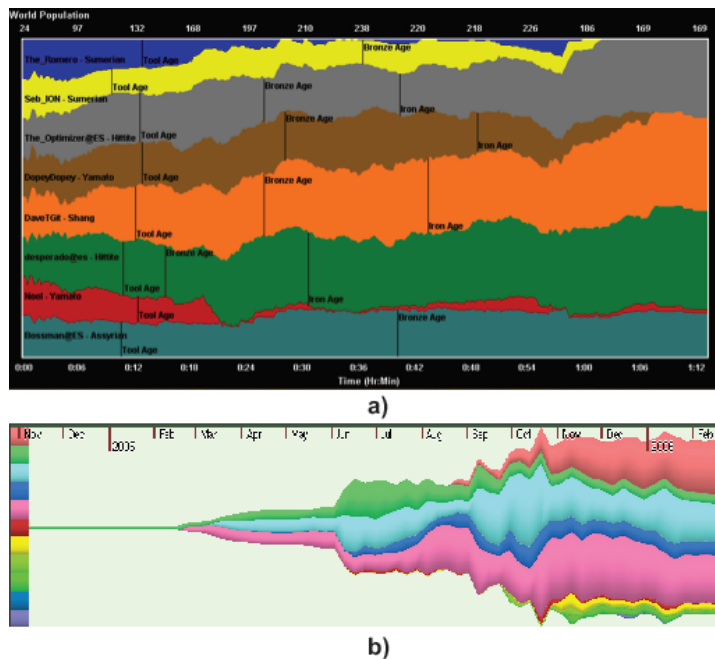 World Population
24 97 132 168 197 210 238 220 226 186 169 169
Bronze Age
The_Romero - Sumerian Tool Age
Tool Age
Seb_ION - Sumerian
Bronze Age Iron Age
The_Optimizer@ES - Hittite Tool Age
Bronze Age
Iron Age
DopeyDopey - Yamato Tool Age
Bronze Age
DaveTGit - Shang
Tool Age
Iron Age
desperado@es - Hittite Bronze Age
Tool Age
Noel - Yamato Iron Age
Tool Age
Bossman@ES - Assyrian Bronze Age
Tool Age
0:00 0:06 0:12 0:18 0:24 0:30 0:36 0:42 0:48 0:54 1:00 1:06 1:12
Time (Hr:Min)
a)
Nov Dec Feb Mar Apr May Jun Jul Aug Sep Oct Nov Dec Feb
2005 2006
b)